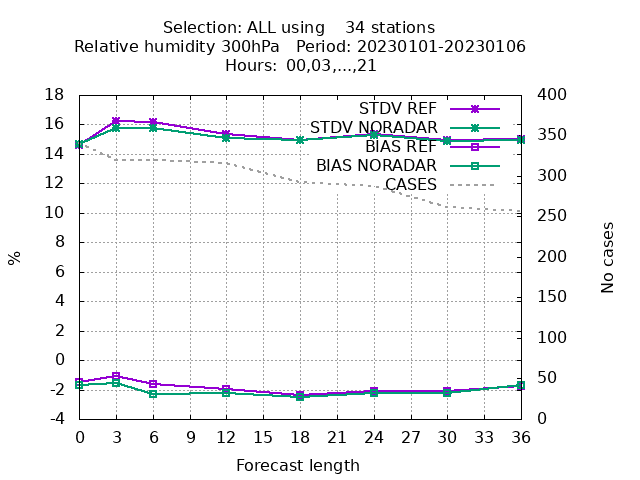 Selection: ALL using    34 stations
Relative humidity 300hPa   Period: 20230101-20230106
Hours: 00,03,...,21
18 400
16 350
14 300
12 250
10 200
8 150
6 100
4 50
2 0
0
-2
-4
STDV REF
STDV NORADAR
BIAS REF
BIAS NORADAR
CASES
%
No cases
0 3 6 9 12 15 18 21 24 27 30 33 36
Forecast length